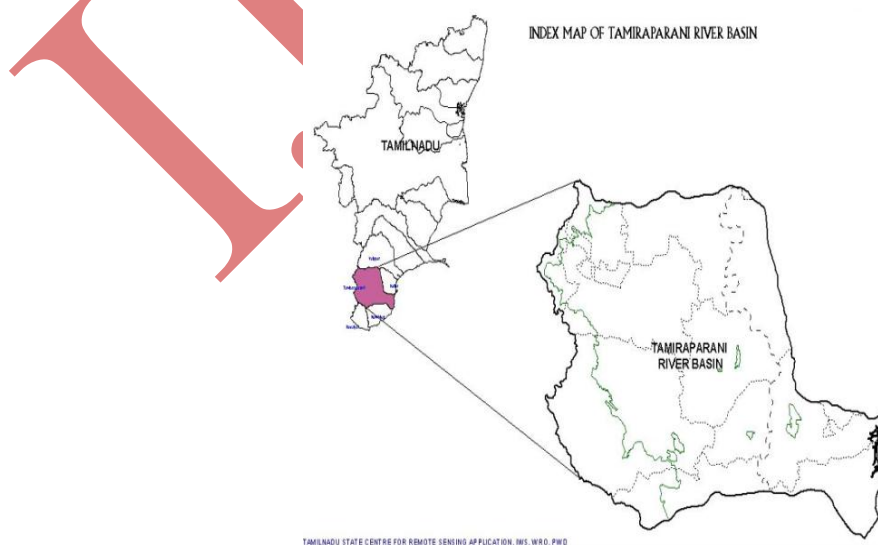 INDEX MAP OF TAMIRAPARANI RIVER BASIN
TAMILNADU
TAMIRAPARANI
RIVER BASIN
TAMILNADU STATE CENTRE FOR REMOTE SENSING APPLICATION, IWS, WRO, PWD